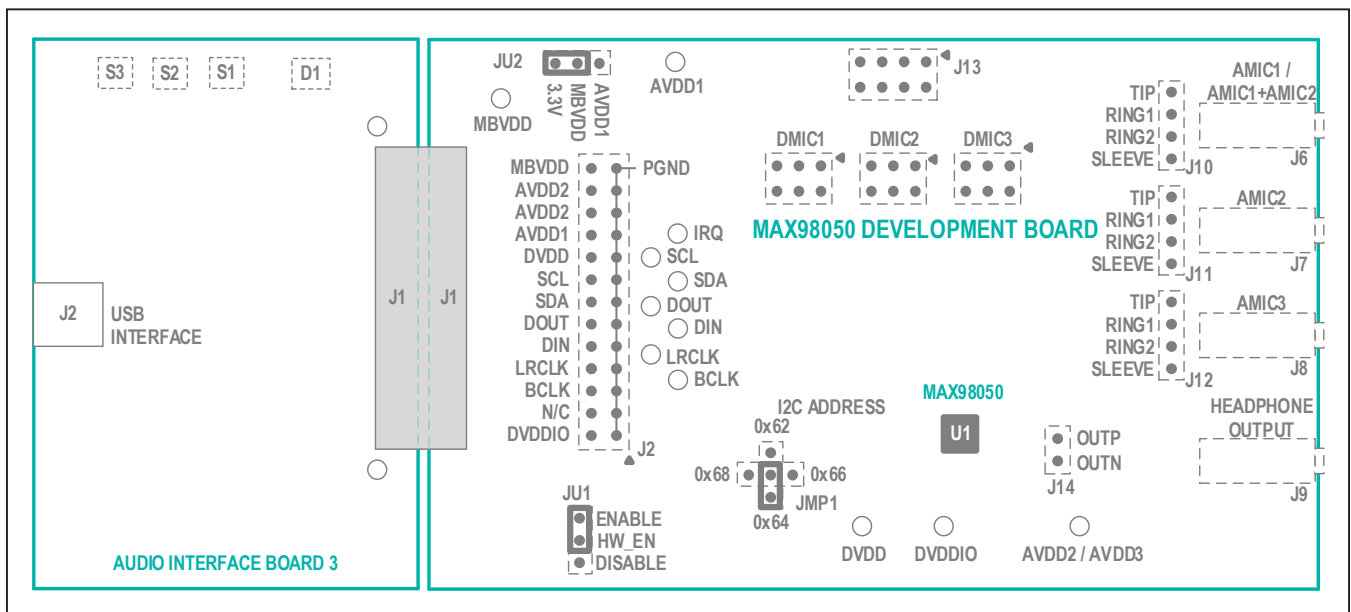 S3
S2
S1
D1
USB
INTERFACE
J2
J1
J1
AUDIO INTERFACE BOARD 3
JU2
3.3V
MBVDD
AVDD1
MBVDD
AVDD1
J13
DMIC1
DMIC2
DMIC3
MAX98050 DEVELOPMENT BOARD
MBVDD
PGND
AVDD2
AVDD2
AVDD1
DVDD
SCL
SDA
DOUT
DIN
LRCLK
BCLK
N/C
DVDDIO
J2
IRQ
SCL
SDA
DOUT
DIN
LRCLK
BCLK
JU1
ENABLE
HW_EN
DISABLE
I2C ADDRESS
0x62
0x68
0x66
JMP1
0x64
MAX98050
U1
OUTP
OUTN
J14
DVDD
DVDDIO
AVDD2 / AVDD3
TIP
RING1
RING2
SLEEVE
J10
AMIC1 /
AMIC1+AMIC2
J6
TIP
RING1
RING2
SLEEVE
J11
AMIC2
J7
TIP
RING1
RING2
SLEEVE
J12
AMIC3
J8
HEADPHONE
OUTPUT
J9